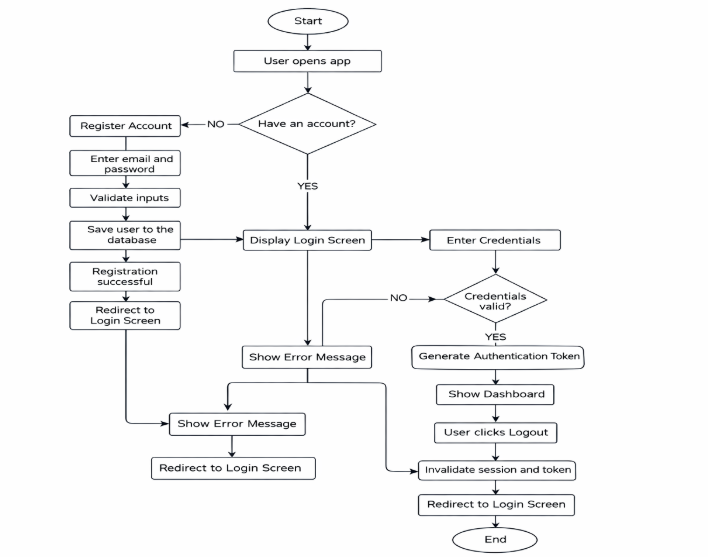 Start
User opens app
Have an account?
NO
Register Account
Enter email and
password
Validate inputs
YES
Save user to the
database
Display Login Screen
Enter Credentials
Registration
successful
Redirect to
Login Screen
NO
Credentials
valid?
YES
Show Error Message
Generate Authentication Token
Show Dashboard
Show Error Message
User clicks Logout
Redirect to Login Screen
Invalidate session and token
Redirect to Login Screen
End